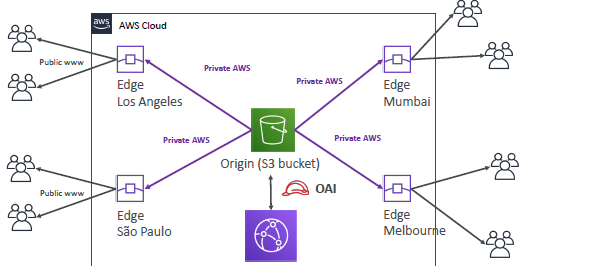 aws
AWS Cloud
Public www
Private AWS
Private AWS
Edge
Los Angeles
Edge
Mumbai
Private AWS
Private AWS
Origin (S3 bucket)
OAI
Public www
Edge
São Paulo
Edge
Melbourne